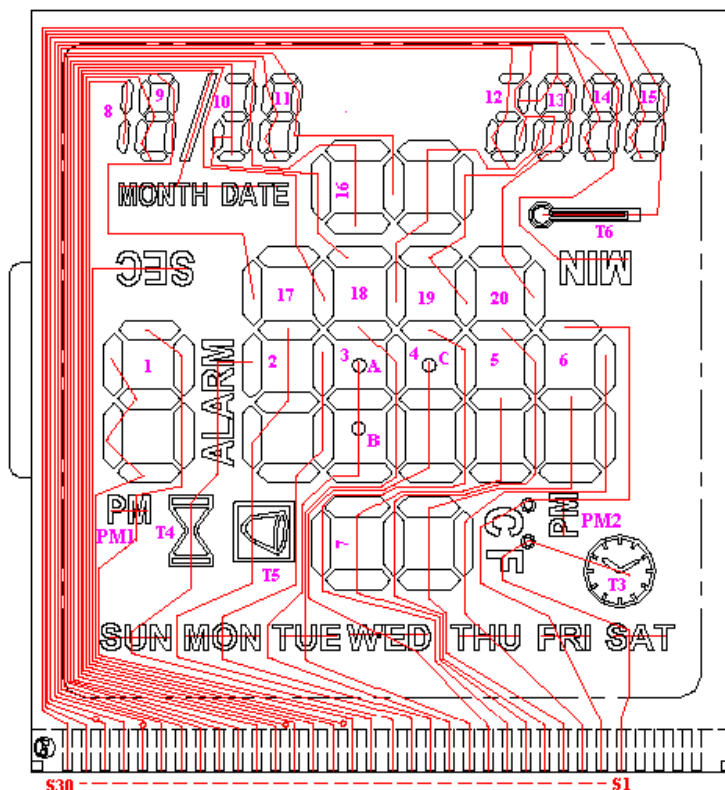 8 9 10 11 12 13 14 15
MONTH DATE
16
T6
SEC
MIN
17 18 19 20
1 ALARM 2 3 A 4 C 5 6
B
PM
PM1 T4 T5 7 °C °F PM PM2
T3
SUN MON TUE WED THU FRI SAT
S30 S1